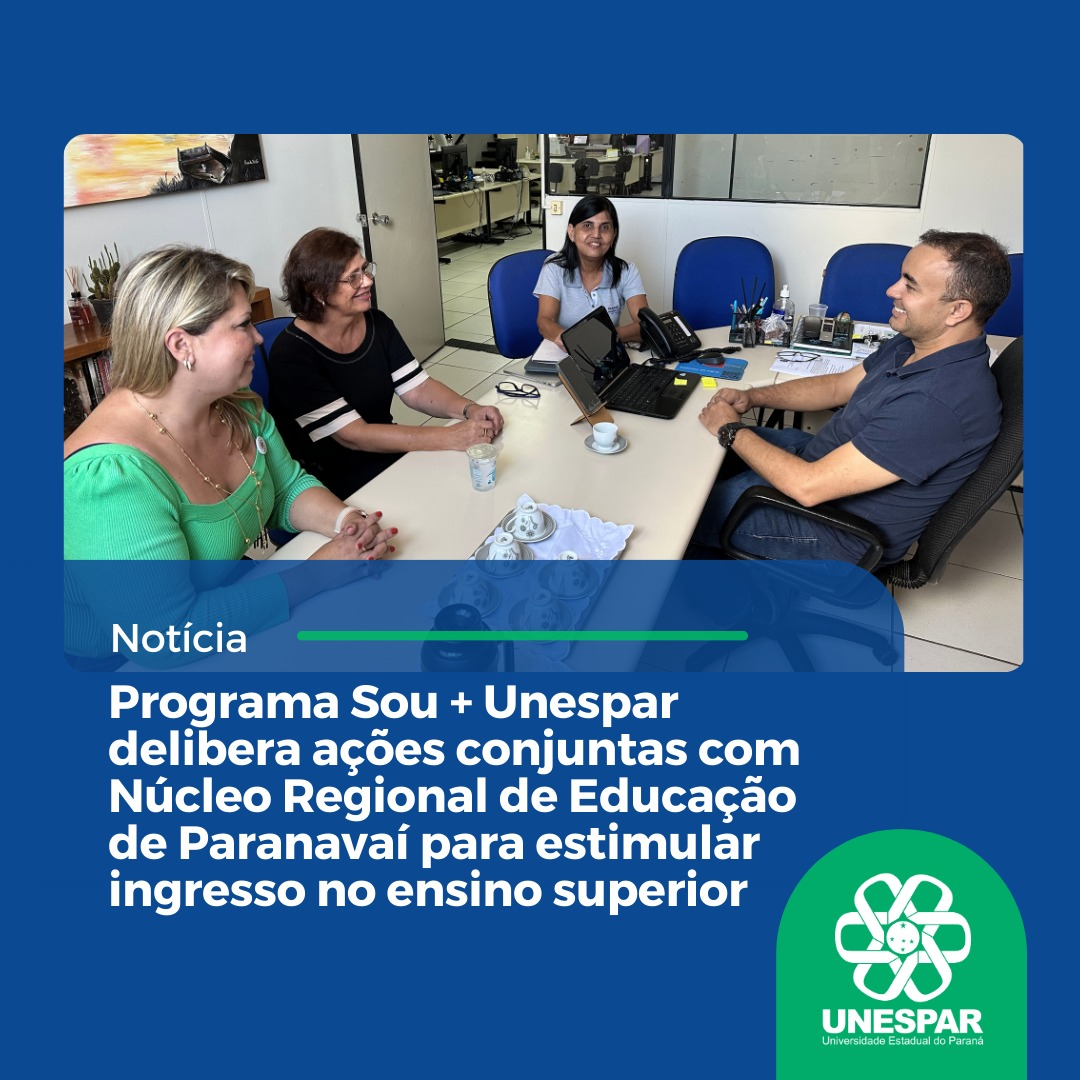 Notícia
Programa Sou + Unespar
delibera ações conjuntas com
Núcleo Regional de Educação
de Paranavaí para estimular
ingresso no ensino superior
UNESPAR
Universidade Estadual do Paraná